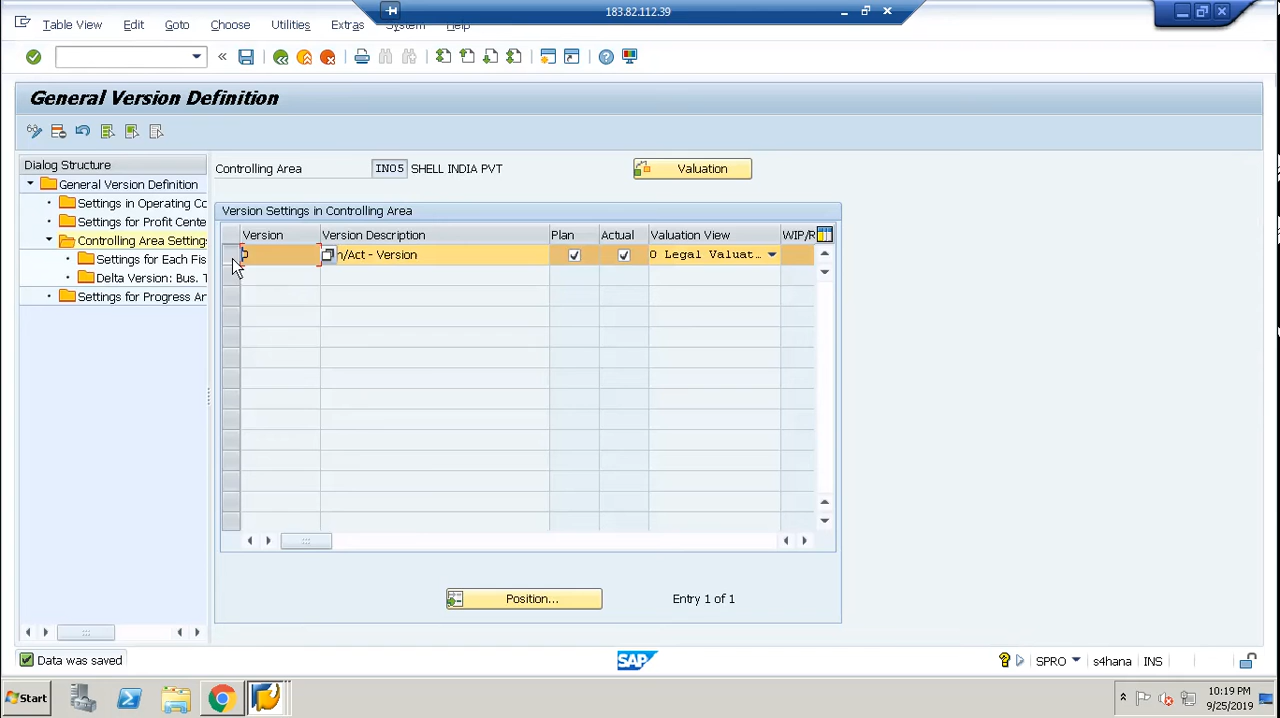 183.82.112.39
Table View Edit Goto Choose Utilities Extras System Help
General Version Definition
Dialog Structure
General Version Definition
Settings in Operating Co
Settings for Profit Cente
Controlling Area Setting:
Settings for Each Fis
Delta Version: Bus. T
Settings for Progress Ar
Controlling Area INO5 SHELL INDIA PVT Valuation
Version Settings in Controlling Area
Version Version Description Plan Actual Valuation View WIP/R
n/Act - Version 0 Legal Valuat…
Position... Entry 1 of 1
Data was saved SAP SPRO s4hana INS
Start 10:19 PM
9/25/2019